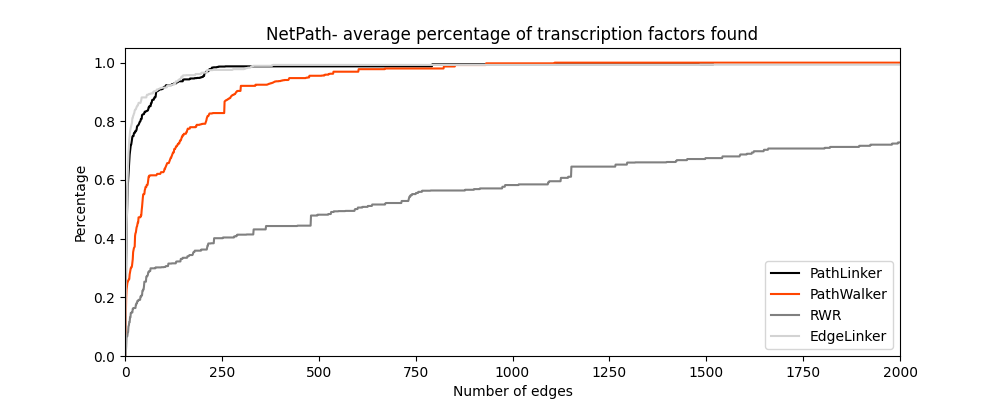 NetPath- average percentage of transcription factors found
1.0
0.8
0.6
0.4
0.2
0.0
Percentage
0 250 500 750 1000 1250 1500 1750 2000
Number of edges
PathLinker
PathWalker
RWR
EdgeLinker